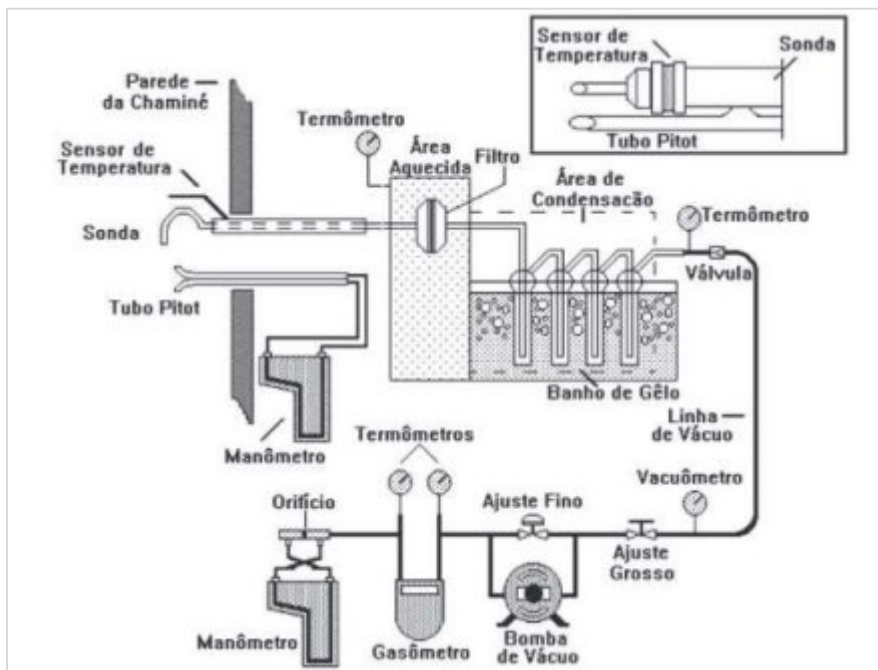 Sensor de
Temperatura
Sonda
Tubo Pitot
Parede
da Chaminé
Sensor de
Temperatura
Sonda
Tubo Pitot
Manômetro
Termômetro
Área
Aquecida
Filtro
Área de
Condensacão
Termômetro
Válvula
Banho de Gêlo
Linha
de Vácuo
Vacuômetro
Termômetros
Orifício
Ajuste Fino
Ajuste
Grosso
Manômetro
Gasômetro
Bomba
de Vácuo